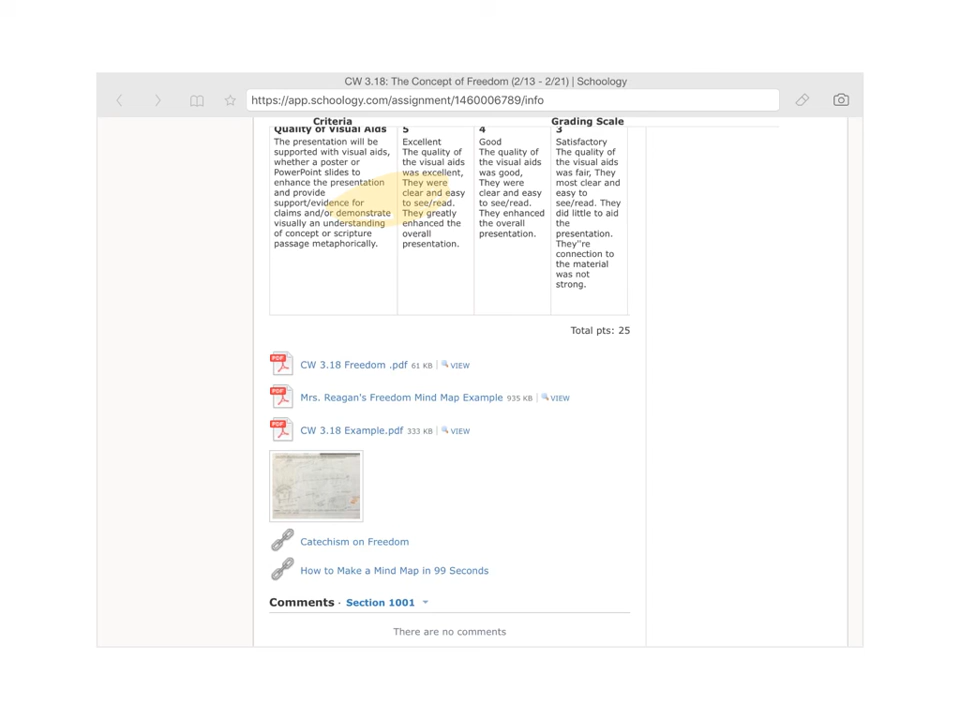 CW 3.18: The Concept of Freedom (2/13 - 2/21) | Schoology
https://app.schoology.com/assignment/1460006789/info
Criteria
Grading Scale
Quality of Visual Aids
The presentation will be
supported with visual aids,
whether a poster or
PowerPoint slides to
enhance the presentation
and provide
support/evidence for
claims and/or demonstrate
visually an understanding
of concept or scripture
passage metaphorically.
5
Excellent
The quality of
the visual aids
was excellent,
They were
clear and easy
to see/read.
They greatly
enhanced the
overall
presentation.
4
Good
The quality of
the visual aids
was good,
They were
clear and easy
to see/read.
They enhanced
the overall
presentation.
3
Satisfactory
The quality of
the visual aids
was fair, They
most clear and
easy to
see/read. They
did little to aid
the
presentation.
They"re
connection to
the material
was not
strong.
Total pts: 25
CW 3.18 Freedom .pdf 61 KB | VIEW
Mrs. Reagan's Freedom Mind Map Example 935 KB | VIEW
CW 3.18 Example.pdf 333 KB | VIEW
Catechism on Freedom
How to Make a Mind Map in 99 Seconds
Comments · Section 1001
There are no comments